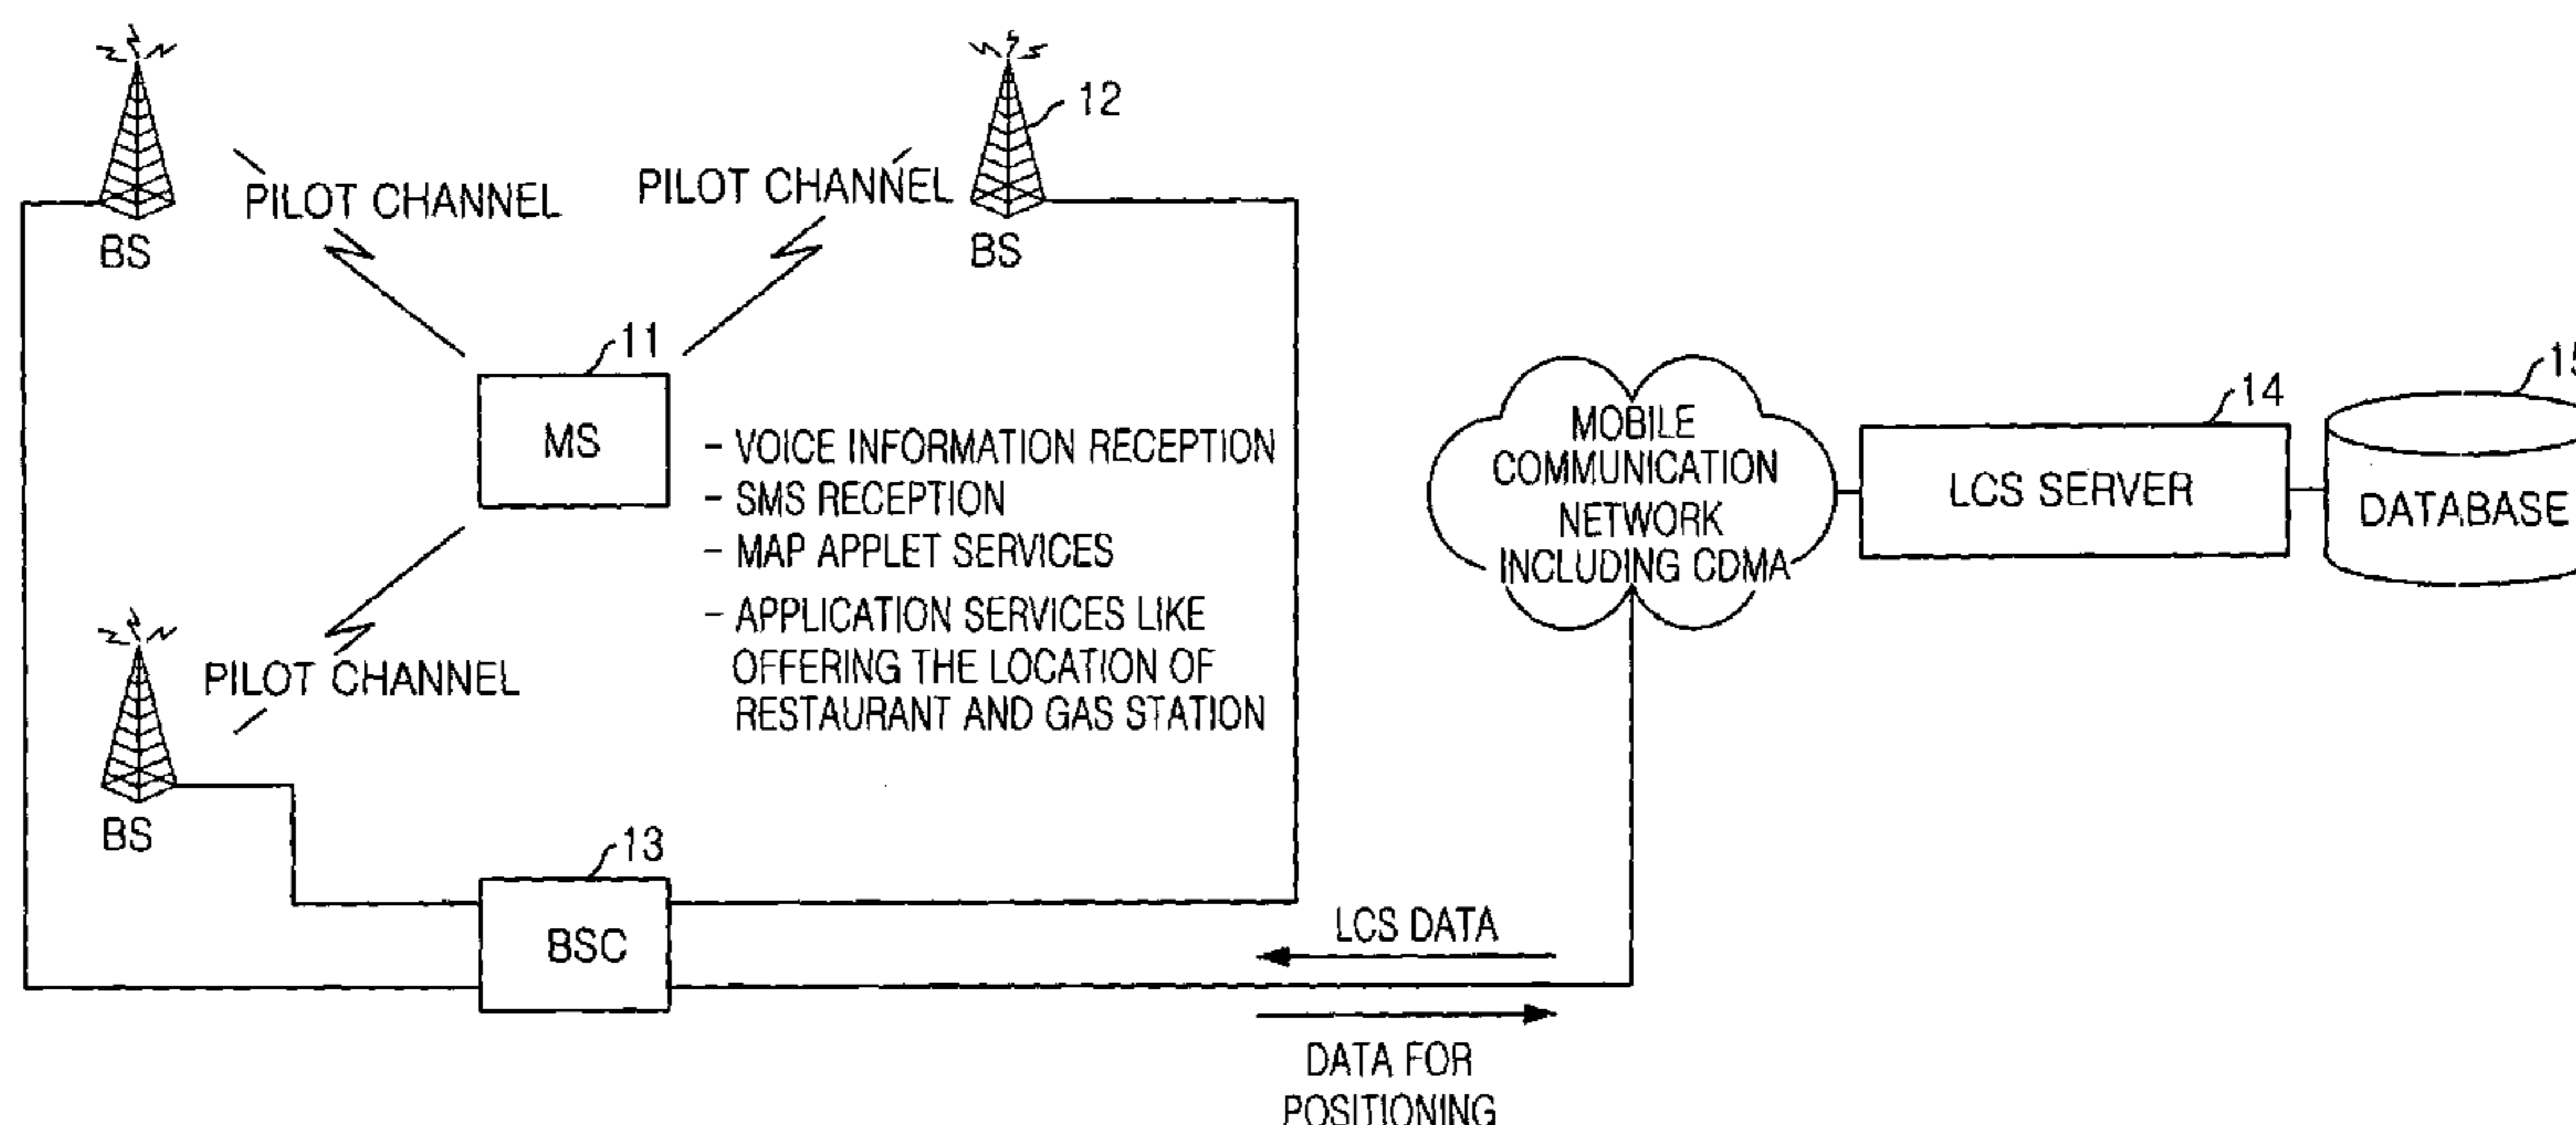 12
PILOT CHANNEL
PILOT CHANNEL
BS
BS
11
MS
- VOICE INFORMATION RECEPTION
- SMS RECEPTION
- MAP APPLET SERVICES
- APPLICATION SERVICES LIKE
OFFERING THE LOCATION OF
RESTAURANT AND GAS STATION
MOBILE
COMMUNICATION
NETWORK
INCLUDING CDMA
14
LCS SERVER
15
DATABASE
PILOT CHANNEL
BS
13
BSC
LCS DATA
DATA FOR
POSITIONING